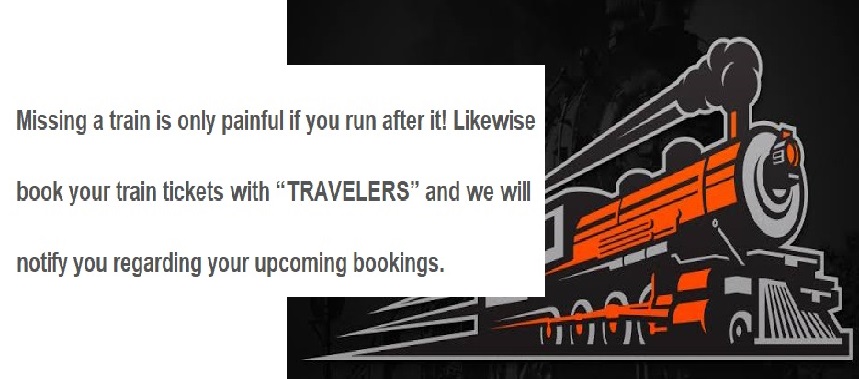 Missing a train is only painful if you run after it! Likewise
book your train tickets with “TRAVELERS” and we will
notify you regarding your upcoming bookings.